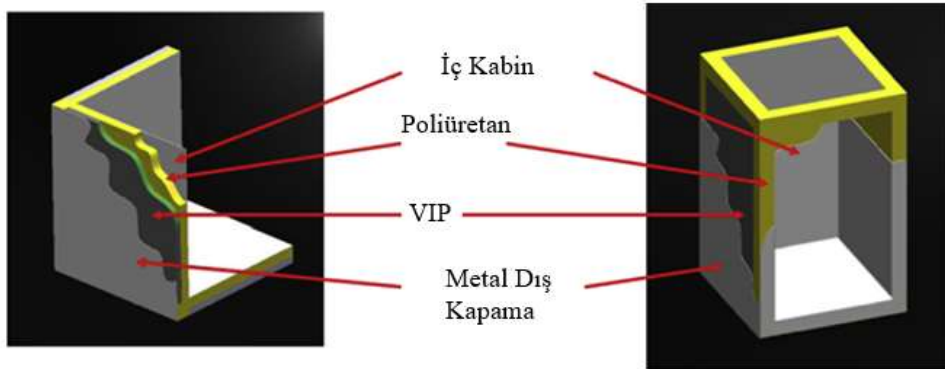 İç Kabin
Poliüretan
VIP
Metal Dış
Kapama